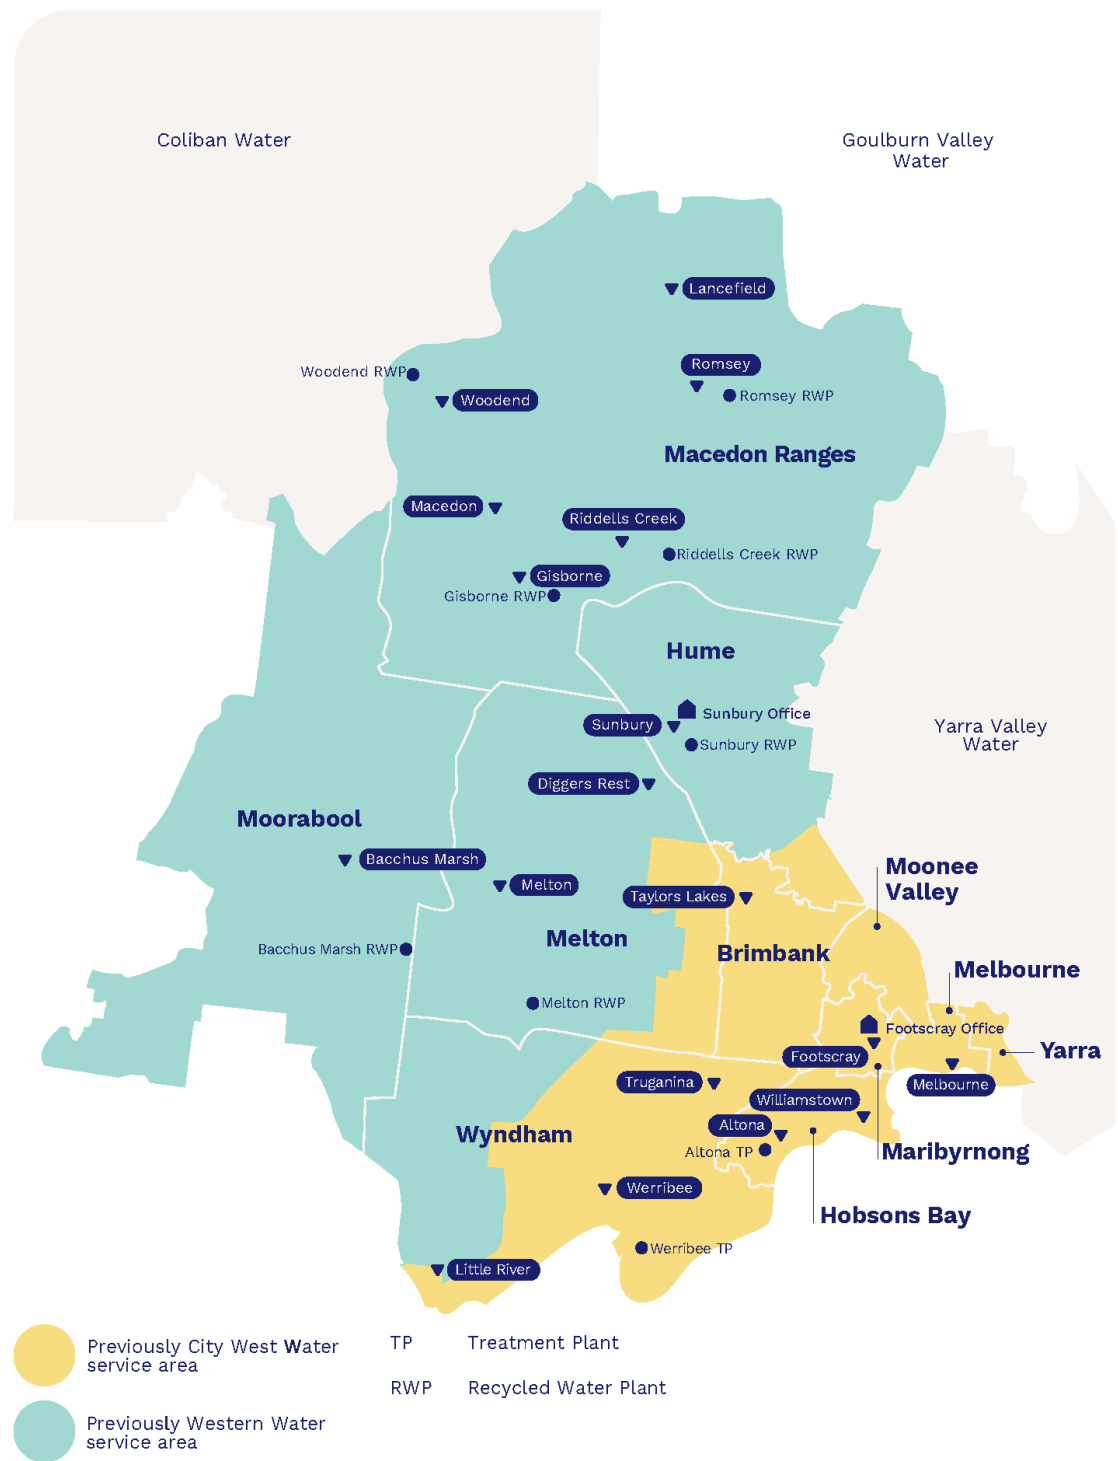 Coliban Water
Goulburn Valley
Water
Lancefield
Romsey
Woodend RWP
Romsey RWP
Woodend
Macedon Ranges
Macedon
Riddells Creek
Riddells Creek RWP
Gisborne
Gisborne RWP
Hume
Sunbury Office
Sunbury
Yarra Valley
Water
Sunbury RWP
Diggers Rest
Moorabool
Bacchus Marsh
Moonee
Valley
Melton
Taylors Lakes
Melton
Bacchus Marsh RWP
Brimbank
Melbourne
Melton RWP
Footscray Office
Yarra
Footscray
Truganina
Melbourne
Williamstown
Altona
Wyndham
Altona TP
Maribyrnong
Werribee
Hobsons Bay
Werribee TP
Little River
Previously City West Water
service area
TP Treatment Plant
RWP Recycled Water Plant
Previously Western Water
service area